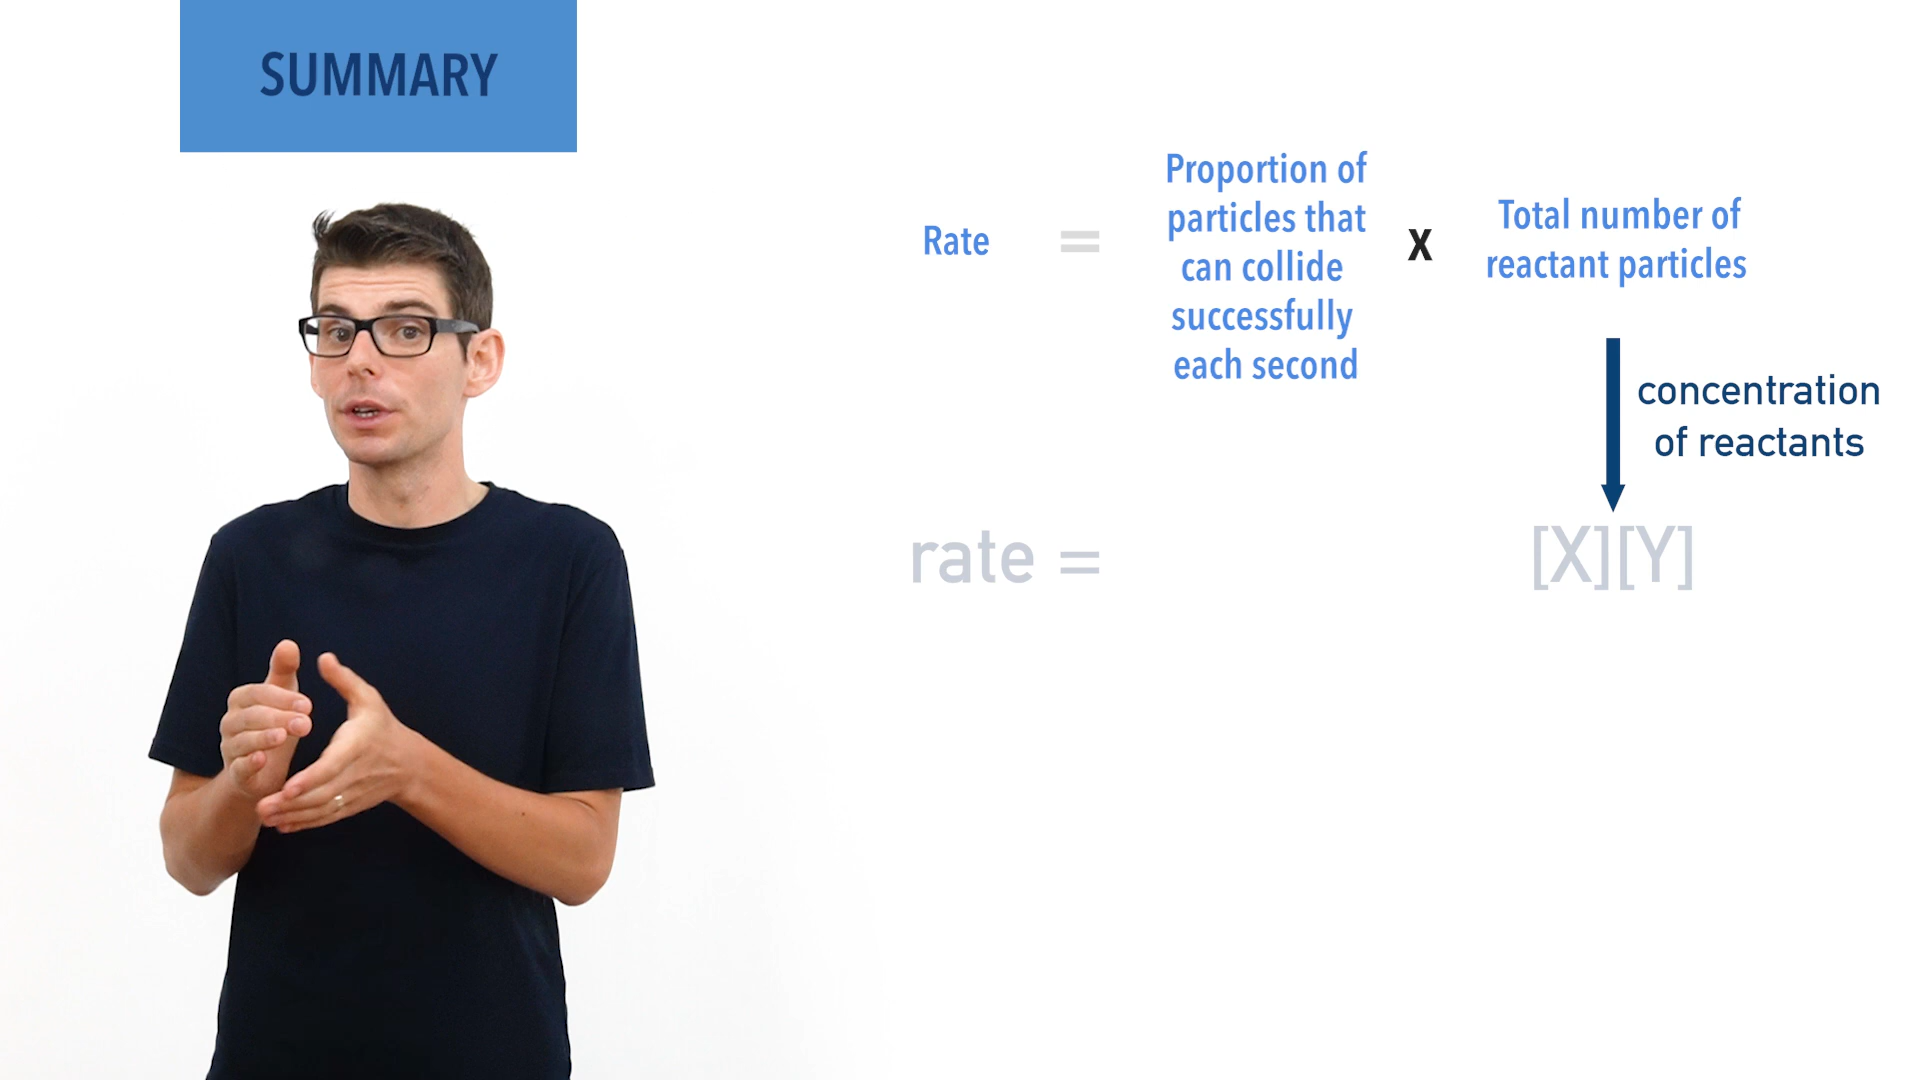 SUMMARY
Rate =
Proportion of
particles that
can collide
successfully
each second
x
Total number of
reactant particles
concentration
of reactants
rate = [X][Y]